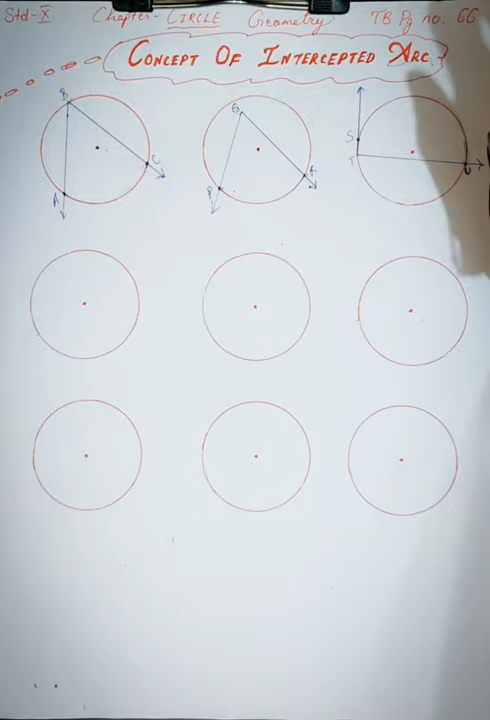 Std- X Chapter- CIRCLE Geometry TB Pg no. 66
CONCEPT OF INTERCEPTED ARC.
B
A
C
Q
P
S
T